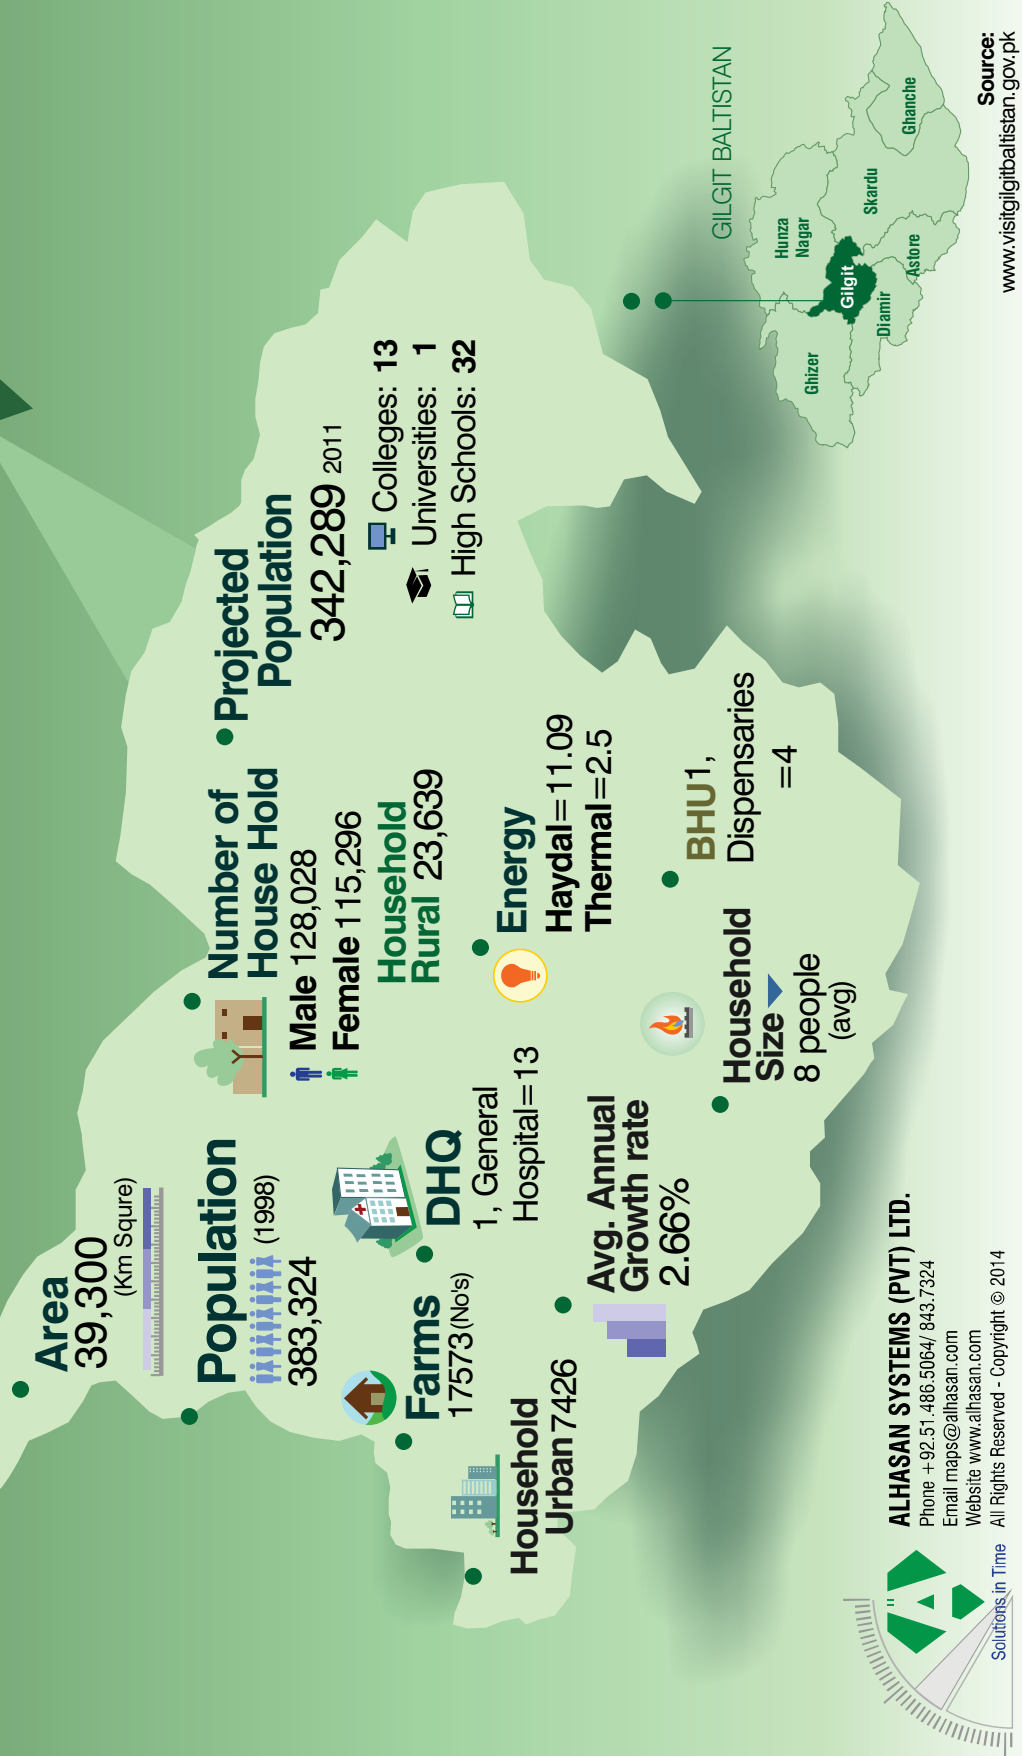 Area
39,300
(Km Squre)
Population
(1998)
383,324
Number of
House Hold
Male 128,028
Female 115,296
Household
Rural 23,639
Projected
Population
342,289 2011
Colleges: 13
Universities: 1
High Schools: 32
Farms
17573(No's)
DHQ
1, General
Hospital=13
Energy
Haydal=11.09
Thermal=2.5
Household
Urban 7426
Avg. Annual
Growth rate
2.66%
Household
Size
8 people
(avg)
BHU1,
Dispensaries
=4
GILGIT BALTISTAN
Ghizer
Hunza
Nagar
Gilgit
Diamir
Astore
Skardu
Ghanche
Solutions in Time
ALHASAN SYSTEMS (PVT) LTD.
Phone +92.51.486.5064/ 843.7324
Email maps@alhasan.com
Website www.alhasan.com
All Rights Reserved - Copyright © 2014
Source:
www.visitgilgitbaltistan.gov.pk